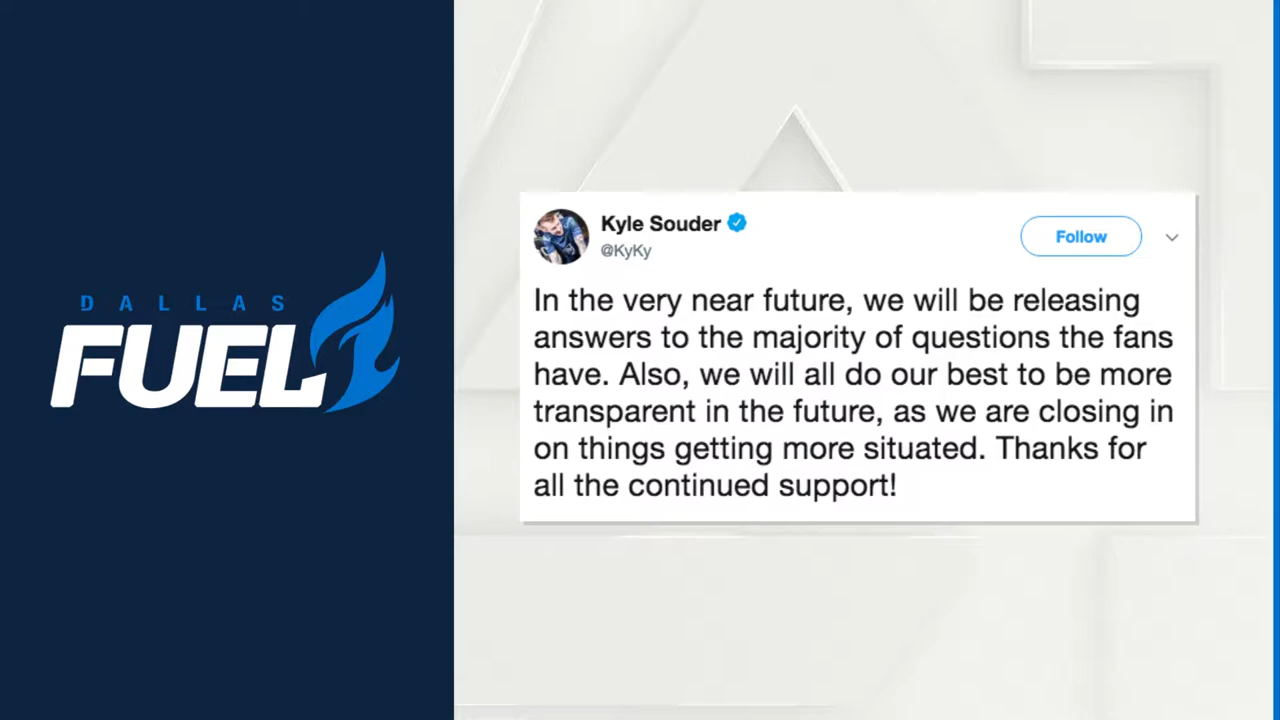 DALLAS
FUEL
Kyle Souder
@KyKy
Follow
In the very near future, we will be releasing
answers to the majority of questions the fans
have. Also, we will all do our best to be more
transparent in the future, as we are closing in
on things getting more situated. Thanks for
all the continued support!